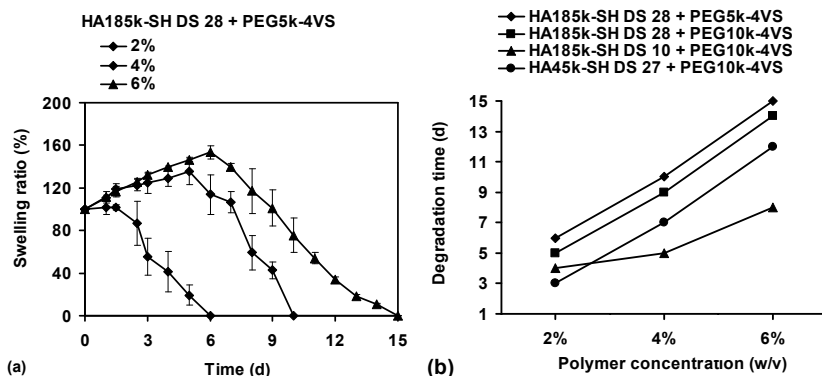 HA185k-SH DS 28 + PEG5k-4VS
2%
4%
6%
200
160
120
80
40
0
Swelling ratio (%)
0 3 6 9 12 15
Time (d)
(a)
HA185k-SH DS 28 + PEG5k-4VS
HA185k-SH DS 28 + PEG10k-4VS
HA185k-SH DS 10 + PEG10k-4VS
HA45k-SH DS 27 + PEG10k-4VS
15
13
11
9
7
5
3
1
Degradation time (d)
2% 4% 6%
Polymer concentration (w/v)
(b)